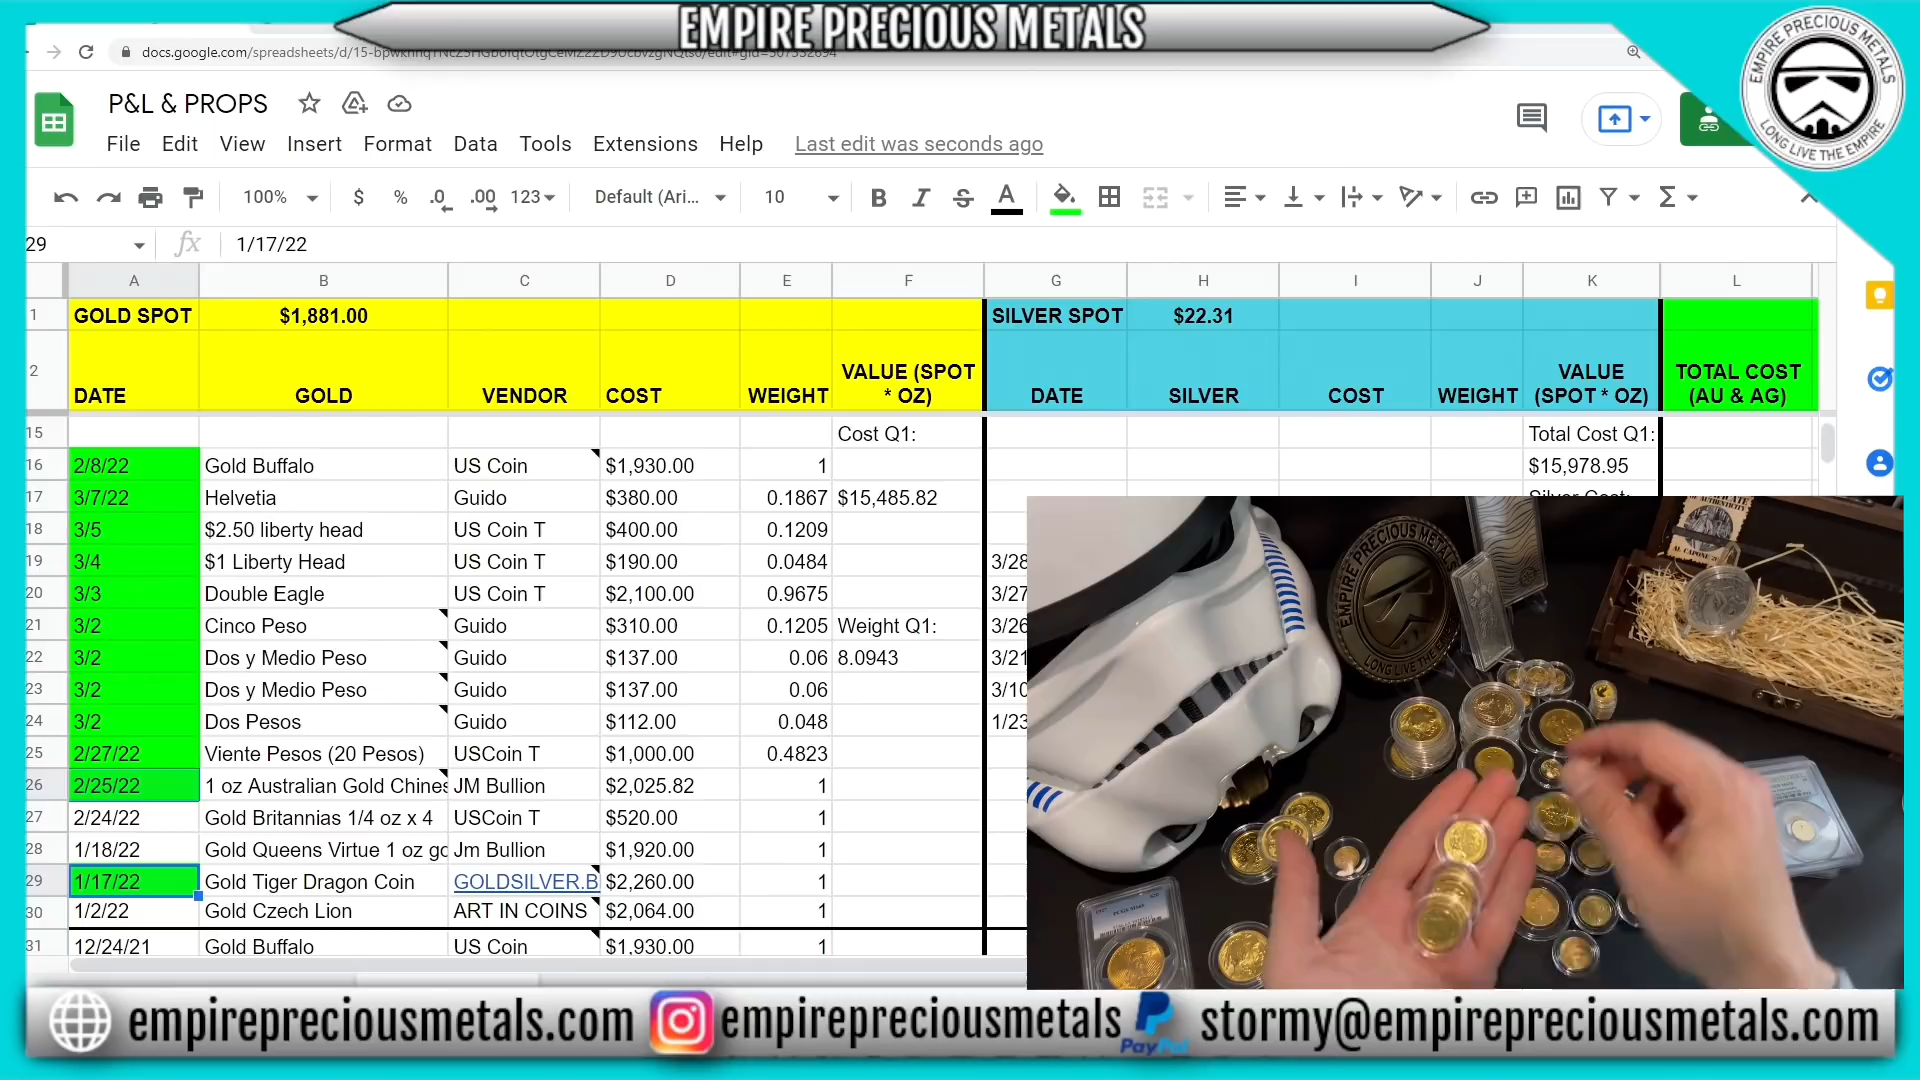 EMPIRE PRECIOUS METALS
EMPIRE PRECIOUS METALS
LONG LIVE THE EMPIRE
P&L & PROPS
File Edit View Insert Format Data Tools Extensions Help Last edit was seconds ago
100% $ % .0 .00 123 Default (Ari... 10 B I S A
29 fx 1/17/22
A B C D E F G H I J K L
1 GOLD SPOT $1,881.00 SILVER SPOT $22.31
2 DATE GOLD VENDOR COST WEIGHT VALUE (SPOT * OZ) DATE SILVER COST WEIGHT VALUE (SPOT * OZ) TOTAL COST (AU & AG)
15 Cost Q1: Total Cost Q1:
16 2/8/22 Gold Buffalo US Coin $1,930.00 1 $15,978.95
17 3/7/22 Helvetia Guido $380.00 0.1867 $15,485.82 Silver Cost:
18 3/5 $2.50 liberty head US Coin T $400.00 0.1209
19 3/4 $1 Liberty Head US Coin T $190.00 0.0484 3/28
20 3/3 Double Eagle US Coin T $2,100.00 0.9675 3/27
21 3/2 Cinco Peso Guido $310.00 0.1205 Weight Q1: 3/26
22 3/2 Dos y Medio Peso Guido $137.00 0.06 8.0943 3/21
23 3/2 Dos y Medio Peso Guido $137.00 0.06 3/10
24 3/2 Dos Pesos Guido $112.00 0.048 1/23
25 2/27/22 Viente Pesos (20 Pesos) USCoin T $1,000.00 0.4823
26 2/25/22 1 oz Australian Gold Chines JM Bullion $2,025.82 1
27 2/24/22 Gold Britannias 1/4 oz x 4 USCoin T $520.00 1
28 1/18/22 Gold Queens Virtue 1 oz go Jm Bullion $1,920.00 1
29 1/17/22 Gold Tiger Dragon Coin GOLDSILVER.B $2,260.00 1
30 1/2/22 Gold Czech Lion ART IN COINS $2,064.00 1
31 12/24/21 Gold Buffalo US Coin $1,930.00 1
EMPIRE PRECIOUS METALS
LONG LIVE THE EMPIRE
AUTHENTICITY
AL CAPONE
empirepreciousmetals.com empirepreciousmetals PayPal stormy@empirepreciousmetals.com